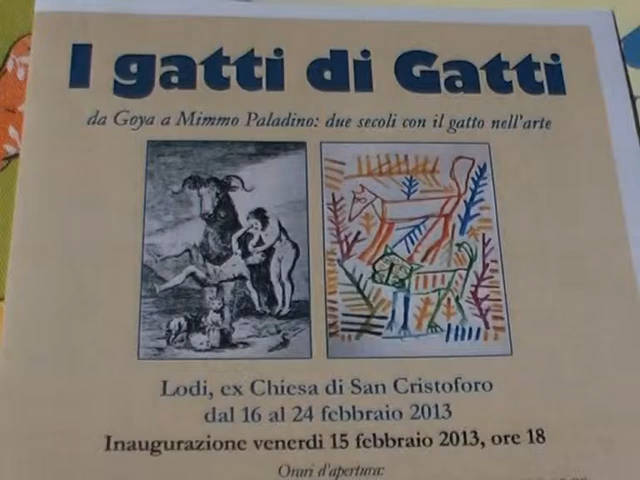 I gatti di Gatti
da Goya a Mimmo Paladino: due secoli con il gatto nell'arte
Lodi, ex Chiesa di San Cristoforo
dal 16 al 24 febbraio 2013
Inaugurazione venerdì 15 febbraio 2013, ore 18
Orari d'apertura: